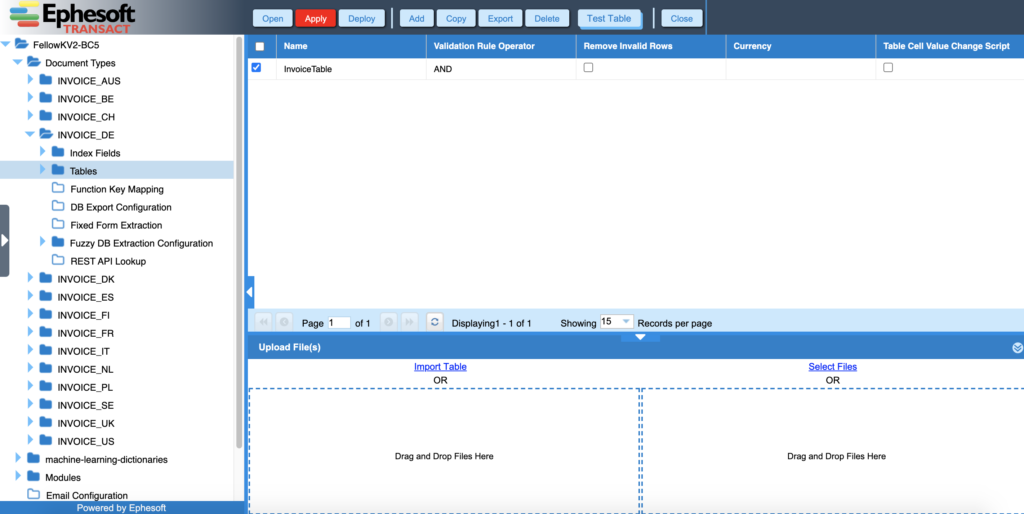 Ephesoft
TRANSACT
Open Apply Deploy Add Copy Export Delete Test Table Close
FellowKV2-BC5
Document Types
INVOICE_AUS
INVOICE_BE
INVOICE_CH
INVOICE_DE
Index Fields
Tables
Function Key Mapping
DB Export Configuration
Fixed Form Extraction
Fuzzy DB Extraction Configuration
REST API Lookup
INVOICE_DK
INVOICE_ES
INVOICE_FI
INVOICE_FR
INVOICE_IT
INVOICE_NL
INVOICE_PL
INVOICE_SE
INVOICE_UK
INVOICE_US
machine-learning-dictionaries
Modules
Email Configuration
Powered by Ephesoft
Name Validation Rule Operator Remove Invalid Rows Currency Table Cell Value Change Script
InvoiceTable AND
Page 1 of 1 Displaying1 - 1 of 1 Showing 15 Records per page
Upload File(s)
Import Table Select Files
OR OR
Drag and Drop Files Here Drag and Drop Files Here